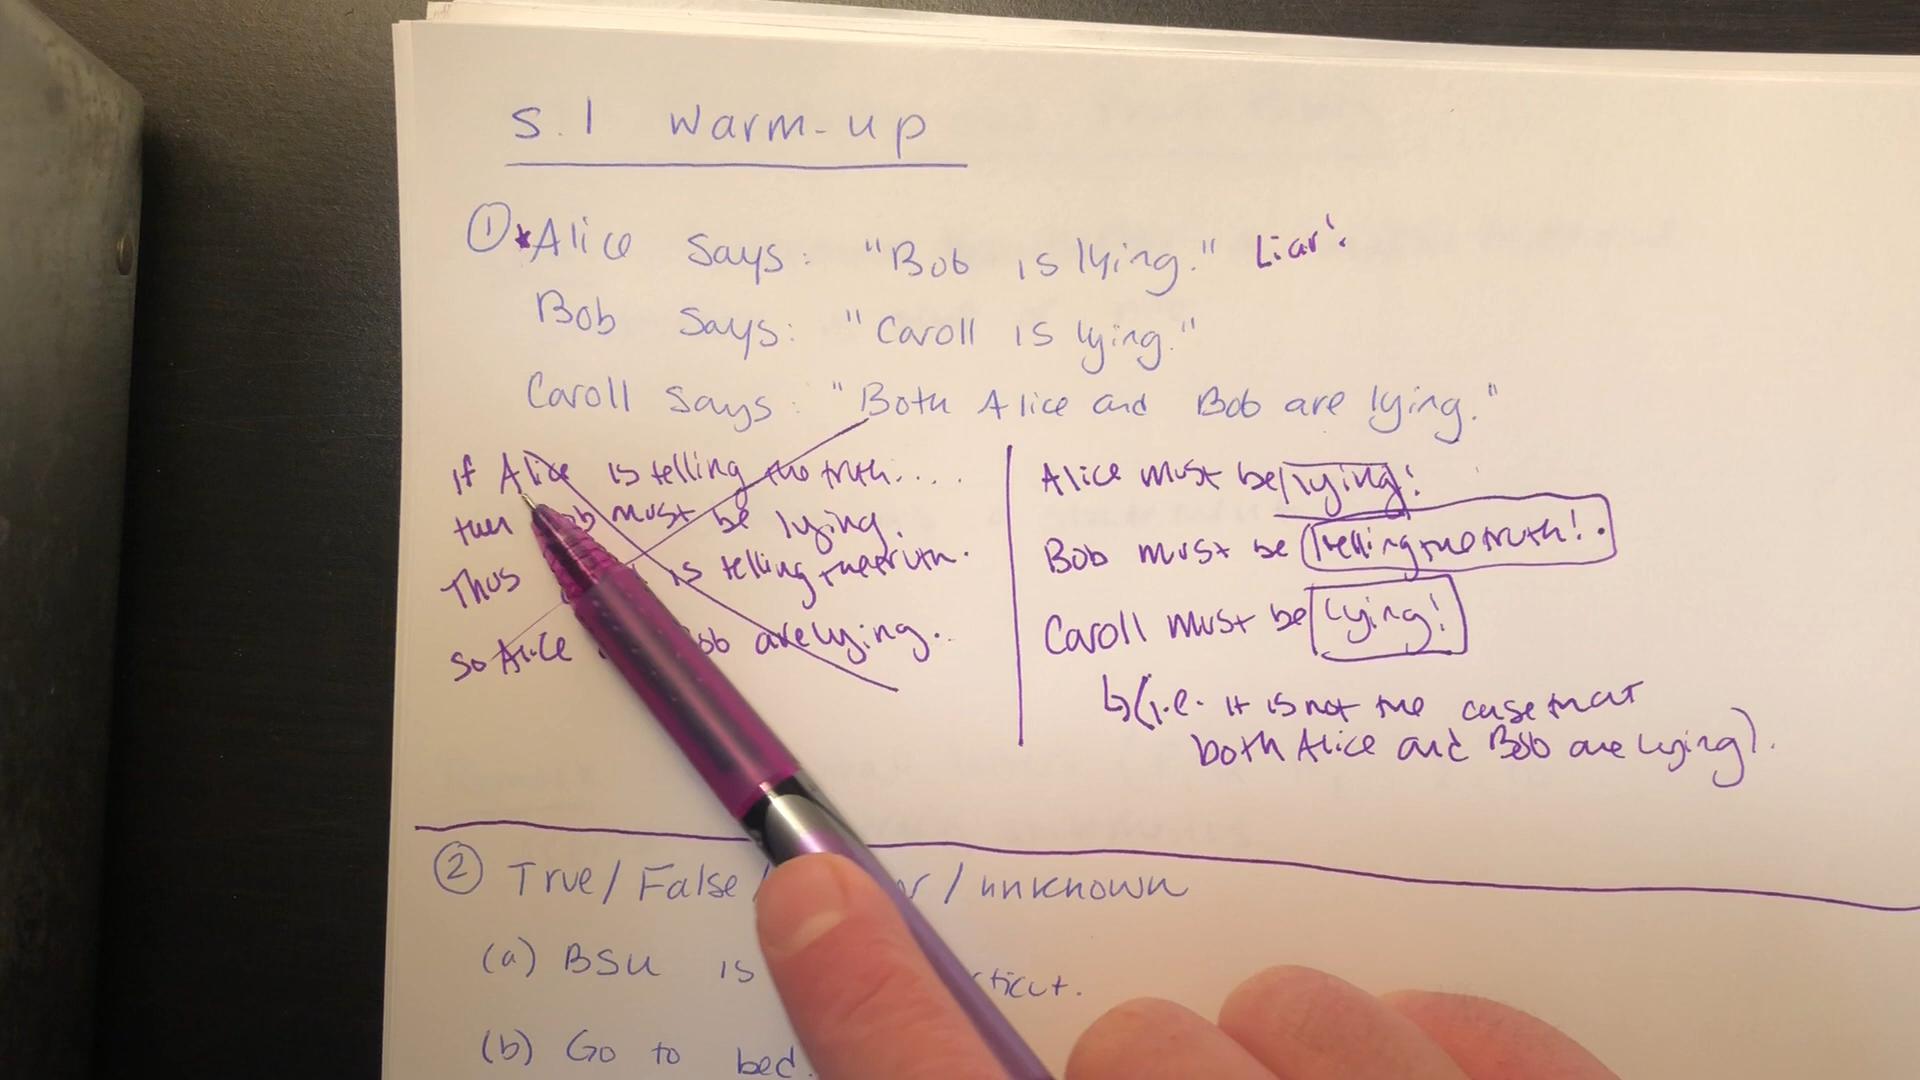 S.1 Warm-up
① *Alice says: "Bob is lying." Liar!
Bob says: "Caroll is lying."
Caroll says: "Both Alice and Bob are lying."
If Alice is telling the truth....
then must be lying.
Thus is telling the truth.
So Alice are lying.
Alice must be lying!
Bob must be telling the truth!.
Caroll must be lying!
↳(i.e. it is not the case that
both Alice and Bob are lying).
② True/False/ /unknown
(a) BSU is
(b) Go to bed.